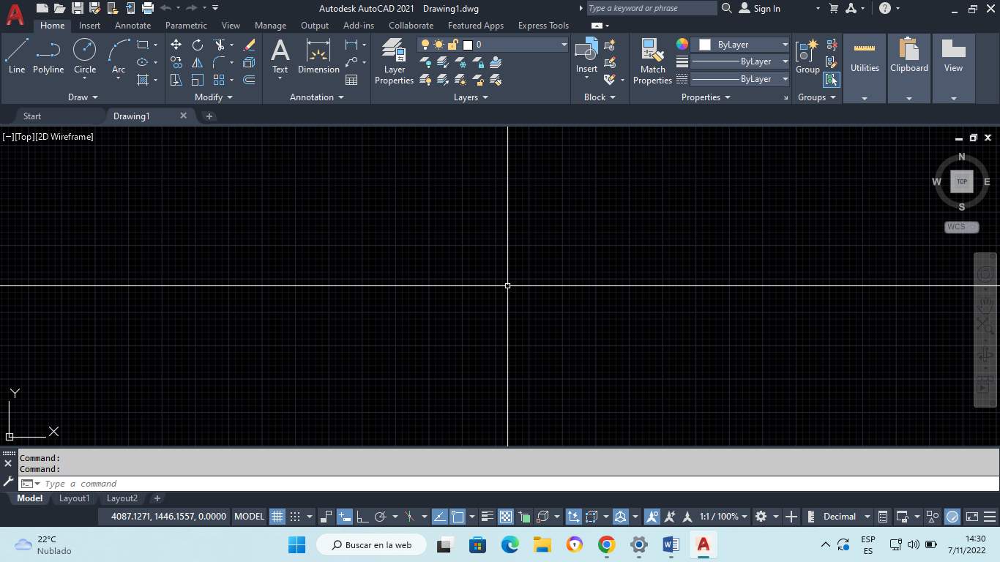 Autodesk AutoCAD 2021 Drawing1.dwg
Type a keyword or phrase
Sign In
Home Insert Annotate Parametric View Manage Output Add-ins Collaborate Featured Apps Express Tools
Line Polyline Circle Arc
Text Dimension
Layer Properties
0
Insert
Match Properties
ByLayer
ByLayer
ByLayer
Group
Utilities
Clipboard
View
Draw Modify Annotation Layers Block Properties Groups
Start Drawing1
[−][Top][2D Wireframe]
N
W TOP E
S
WCS
Y
X
Command:
Command:
Type a command
Model Layout1 Layout2
4087.1271, 1446.1557, 0.0000 MODEL 1:1 / 100% Decimal
22°C
Nublado
Buscar en la web
ESP
ES
14:30
7/11/2022